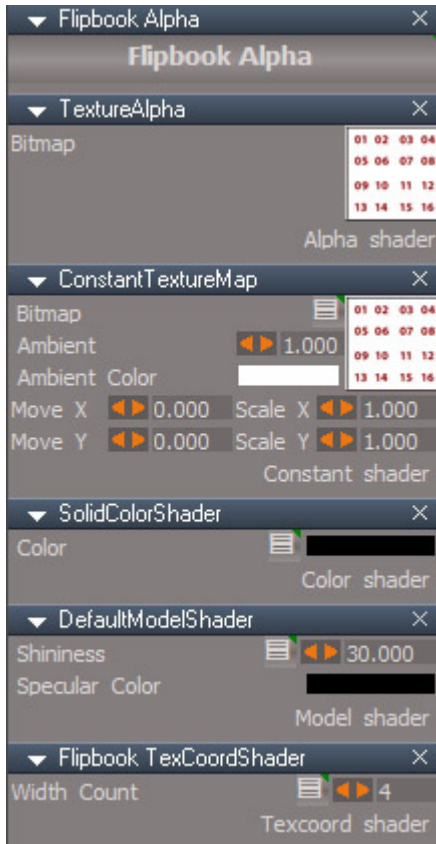 Flipbook Alpha
Flipbook Alpha
TextureAlpha
Bitmap
01 02 03 04
05 06 07 08
09 10 11 12
13 14 15 16
Alpha shader
ConstantTextureMap
Bitmap
01 02 03 04
05 06 07 08
09 10 11 12
13 14 15 16
Ambient 1.000
Ambient Color
Move X 0.000 Scale X 1.000
Move Y 0.000 Scale Y 1.000
Constant shader
SolidColorShader
Color
Color shader
DefaultModelShader
Shininess 30.000
Specular Color
Model shader
Flipbook TexCoordShader
Width Count 4
Texcoord shader